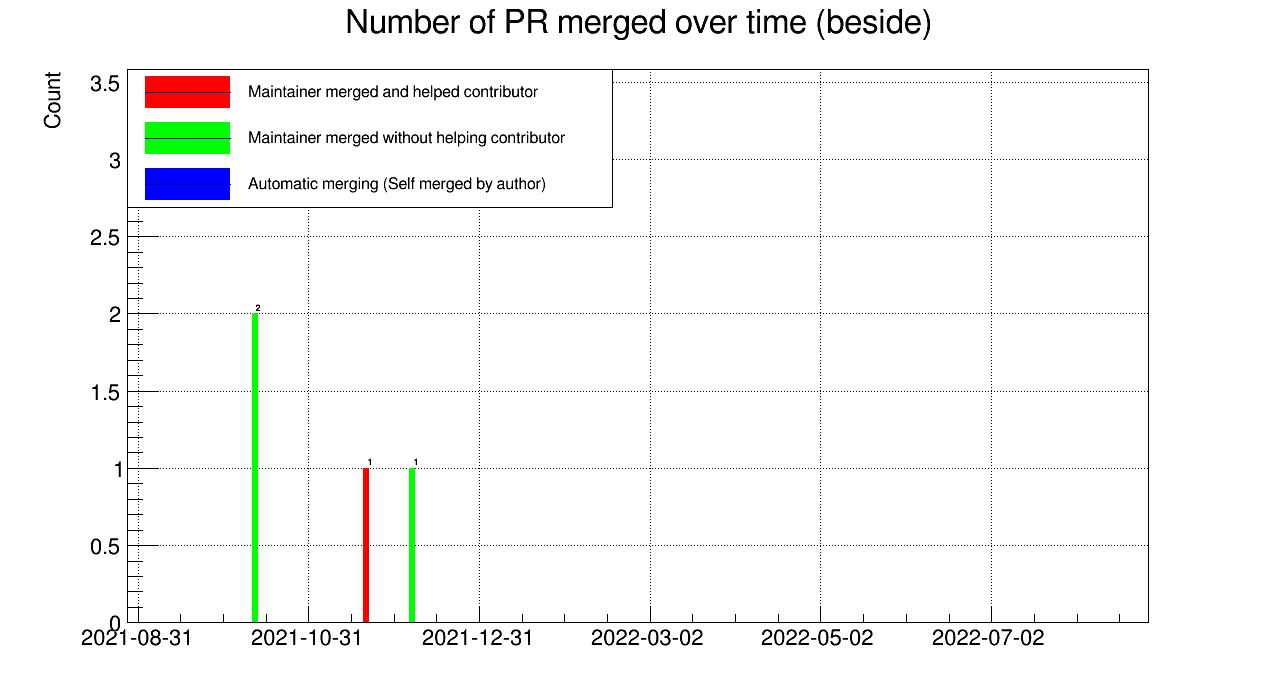 Number of PR merged over time (beside)
Count
3.5
Maintainer merged and helped contributor
Maintainer merged without helping contributor
3
Automatic merging (Self merged by author)
2.5
2
2
1.5
1
1
1
0.5
0
2021-08-31 2021-10-31 2021-12-31 2022-03-02 2022-05-02 2022-07-02